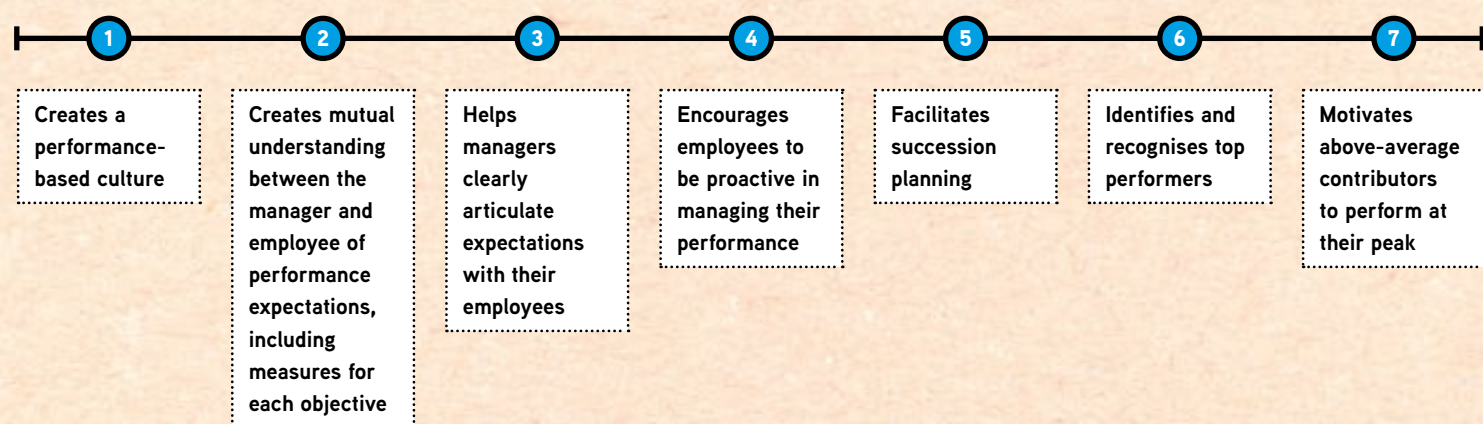 1
2
3
4
5
6
7
Creates a
performance-
based culture
Creates mutual
understanding
between the
manager and
employee of
performance
expectations,
including
measures for
each objective
Helps
managers
clearly
articulate
expectations
with their
employees
Encourages
employees to
be proactive in
managing their
performance
Facilitates
succession
planning
Identifies and
recognises top
performers
Motivates
above-average
contributors
to perform at
their peak